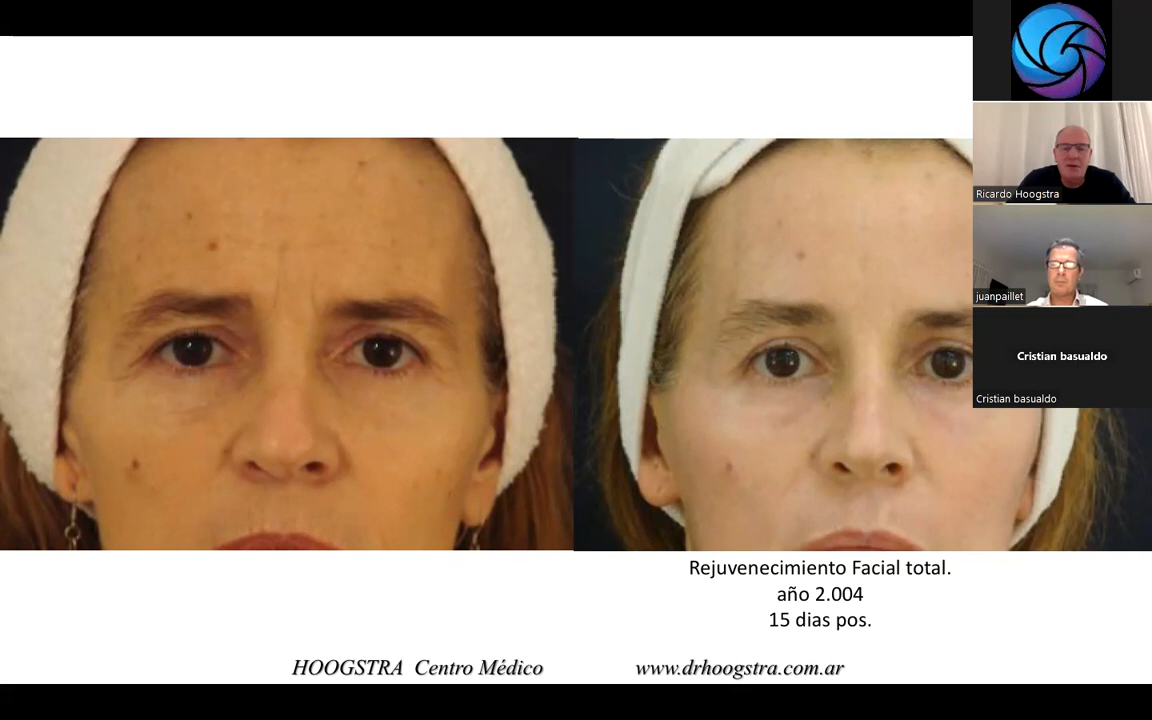 Ricardo Hoogstra
juanpaillet
Cristian basualdo
Cristian basualdo
Rejuvenecimiento Facial total.
año 2.004
15 dias pos.
HOOGSTRA Centro Médico
www.drhoogstra.com.ar